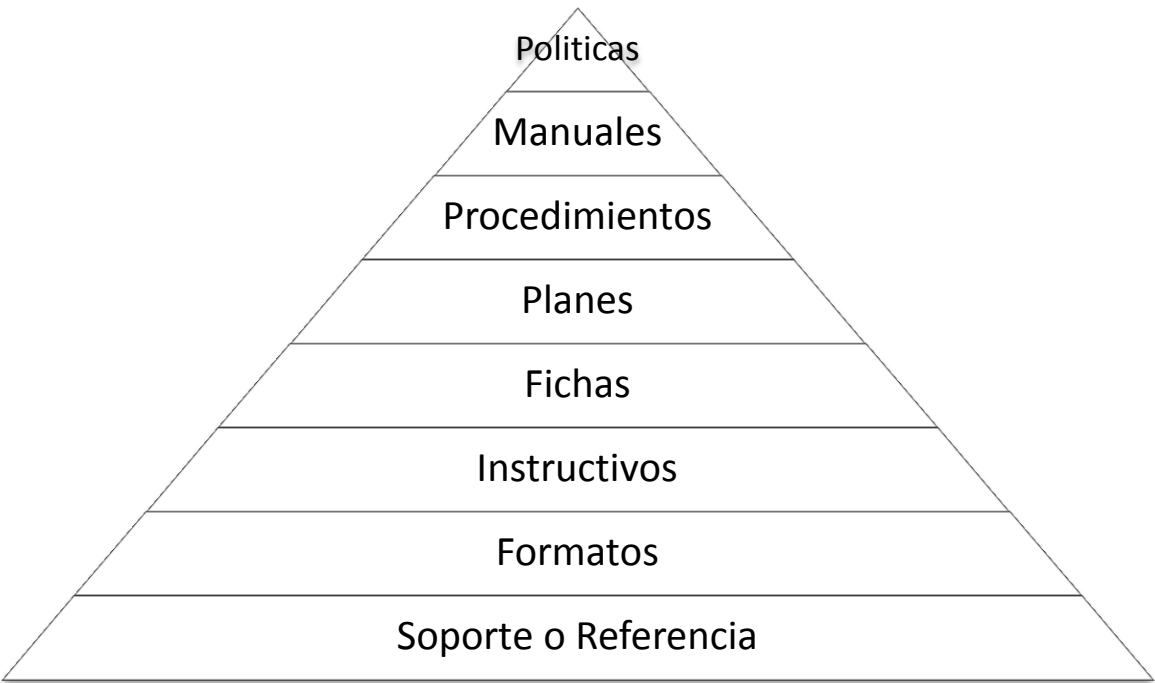 Politicas
Manuales
Procedimientos
Planes
Fichas
Instructivos
Formatos
Soporte o Referencia